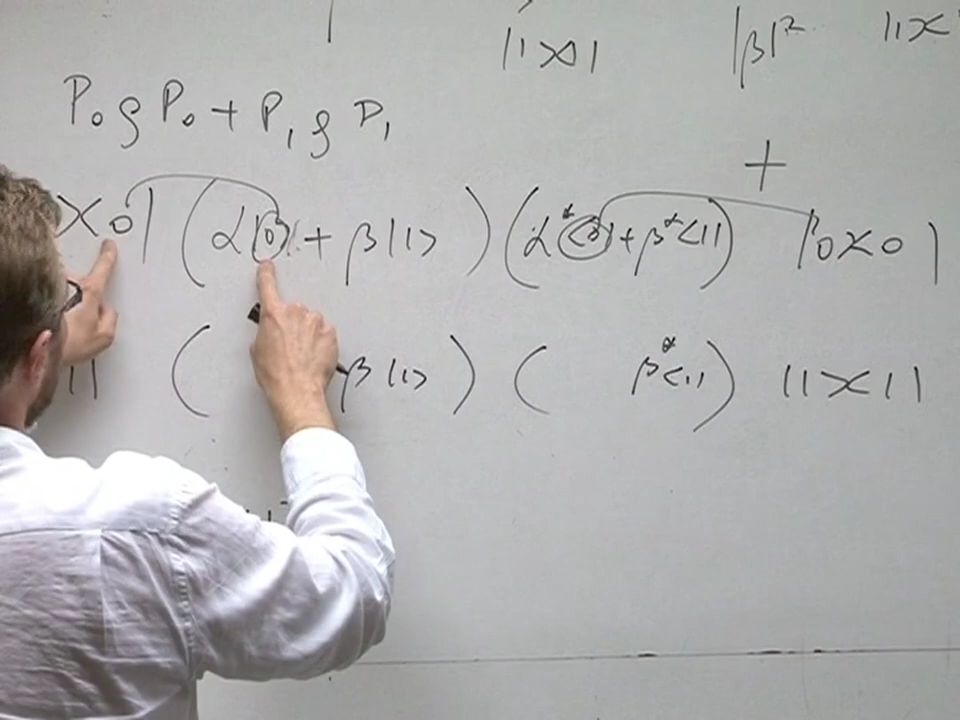 |1><1| |β|² |1><
P₀ρP₀ + P₁ρP₁
+
><0| (α|0> + β|1>) (α*<0| + β*<1|) |0><0|
1| ( β|1>) ( β*<1|) |1><1|